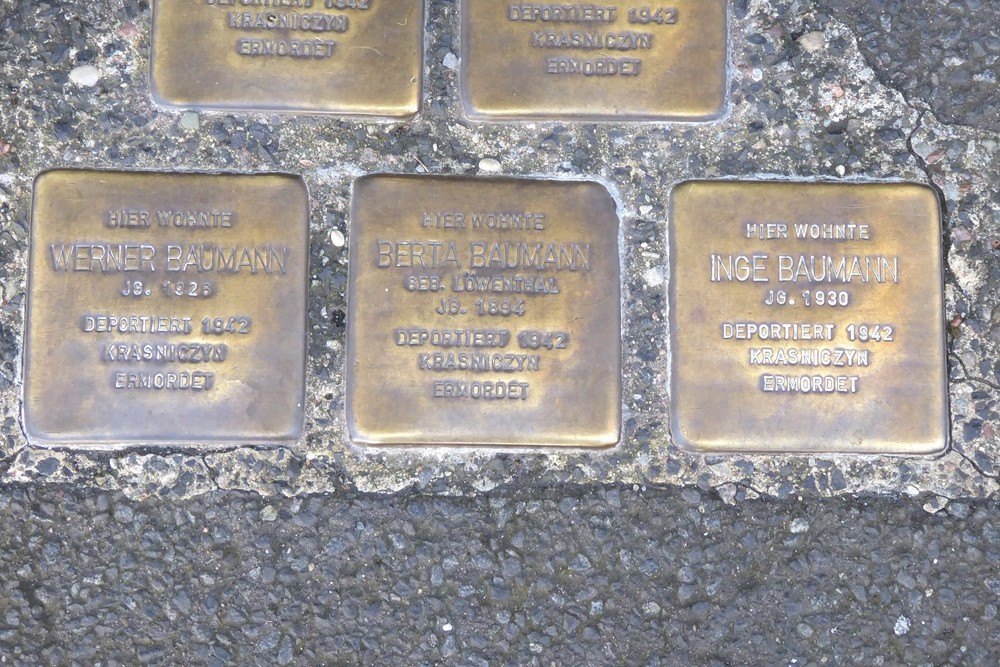 DEPORTIERT 1942
KRASNICZYN
ERMORDET
DEPORTIERT 1942
KRASNICZYN
ERMORDET
HIER WOHNTE
WERNER BAUMANN
JG. 1926
DEPORTIERT 1942
KRASNICZYN
ERMORDET
HIER WOHNTE
BERTA BAUMANN
GEB. LÖWENTHAL
JG. 1894
DEPORTIERT 1942
KRASNICZYN
ERMORDET
HIER WOHNTE
INGE BAUMANN
JG. 1930
DEPORTIERT 1942
KRASNICZYN
ERMORDET